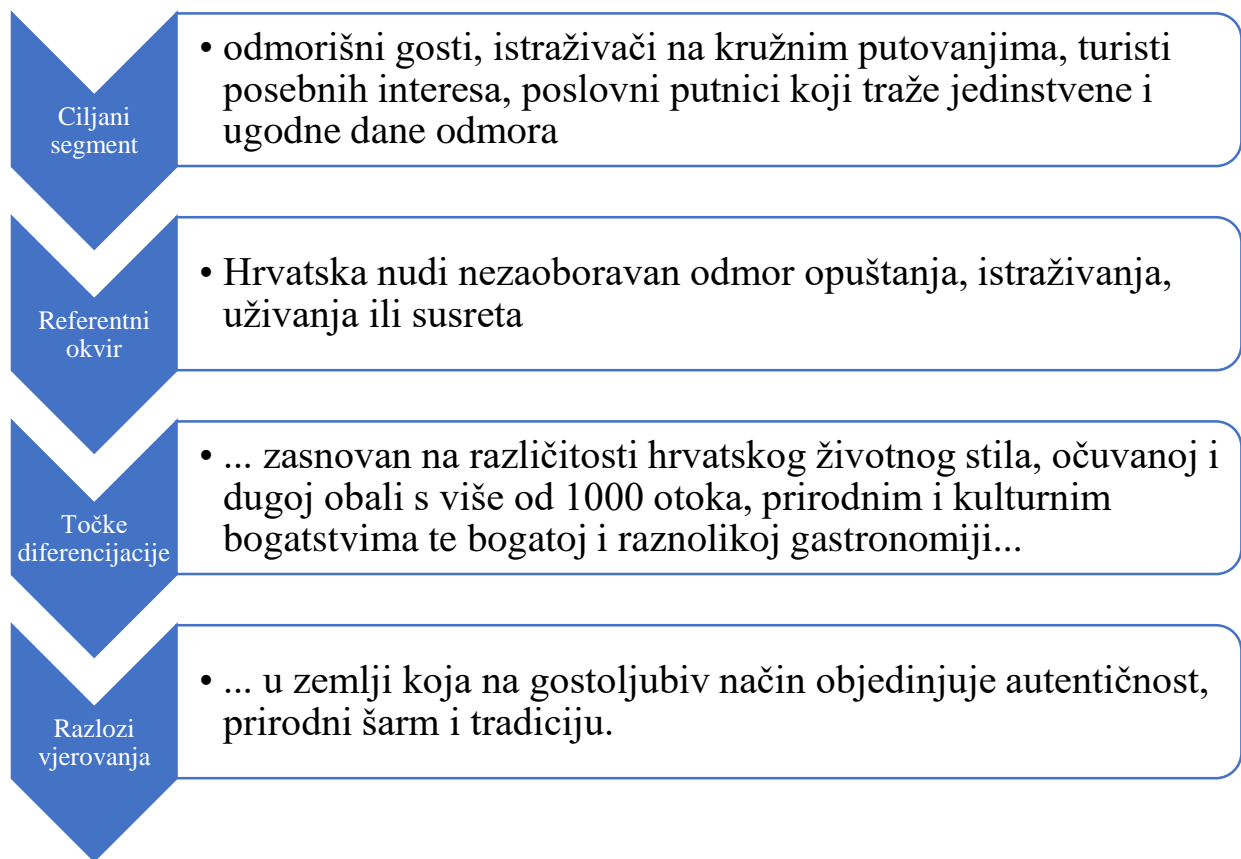 Ciljani
segment
• odmorišni gosti, istraživači na kružnim putovanjima, turisti
posebnih interesa, poslovni putnici koji traže jedinstvene i
ugodne dane odmora
Referentni
okvir
• Hrvatska nudi nezaoboravan odmor opuštanja, istraživanja,
uživanja ili susreta
Točke
diferencijacije
• ... zasnovan na različitosti hrvatskog životnog stila, očuvanoj i
dugoj obali s više od 1000 otoka, prirodnim i kulturnim
bogatstvima te bogatoj i raznolikoj gastronomiji...
Razlozi
vjerovanja
• ... u zemlji koja na gostoljubiv način objedinjuje autentičnost,
prirodni šarm i tradiciju.